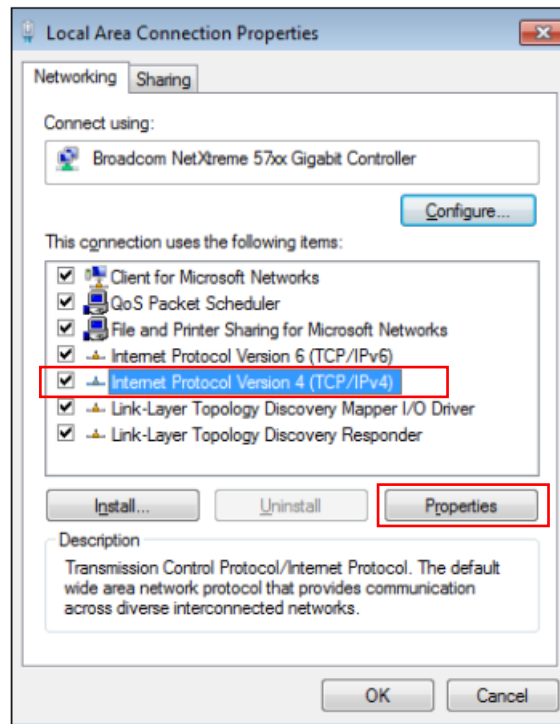 Local Area Connection Properties
Networking
Sharing
Connect using:
Broadcom NetXtreme 57xx Gigabit Controller
Configure...
This connection uses the following items:
Client for Microsoft Networks
QoS Packet Scheduler
File and Printer Sharing for Microsoft Networks
Internet Protocol Version 6 (TCP/IPv6)
Internet Protocol Version 4 (TCP/IPv4)
Link-Layer Topology Discovery Mapper I/O Driver
Link-Layer Topology Discovery Responder
Install...
Uninstall
Properties
Description
Transmission Control Protocol/Internet Protocol. The default
wide area network protocol that provides communication
across diverse interconnected networks.
OK
Cancel